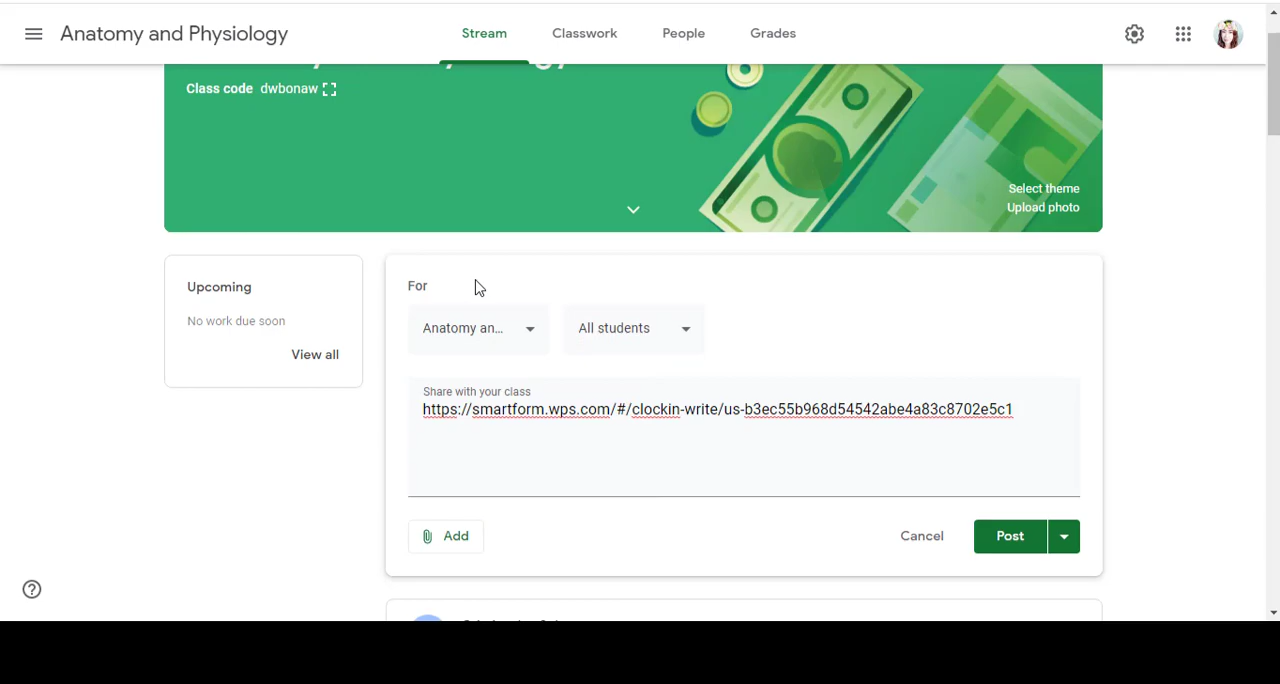 Anatomy and Physiology
Stream
Classwork
People
Grades
Class code dwbonaw
Select theme
Upload photo
Upcoming
No work due soon
View all
For
Anatomy an...
All students
Share with your class
https://smartform.wps.com/#/clockin-write/us-b3ec55b968d54542abe4a83c8702e5c1
Add
Cancel
Post